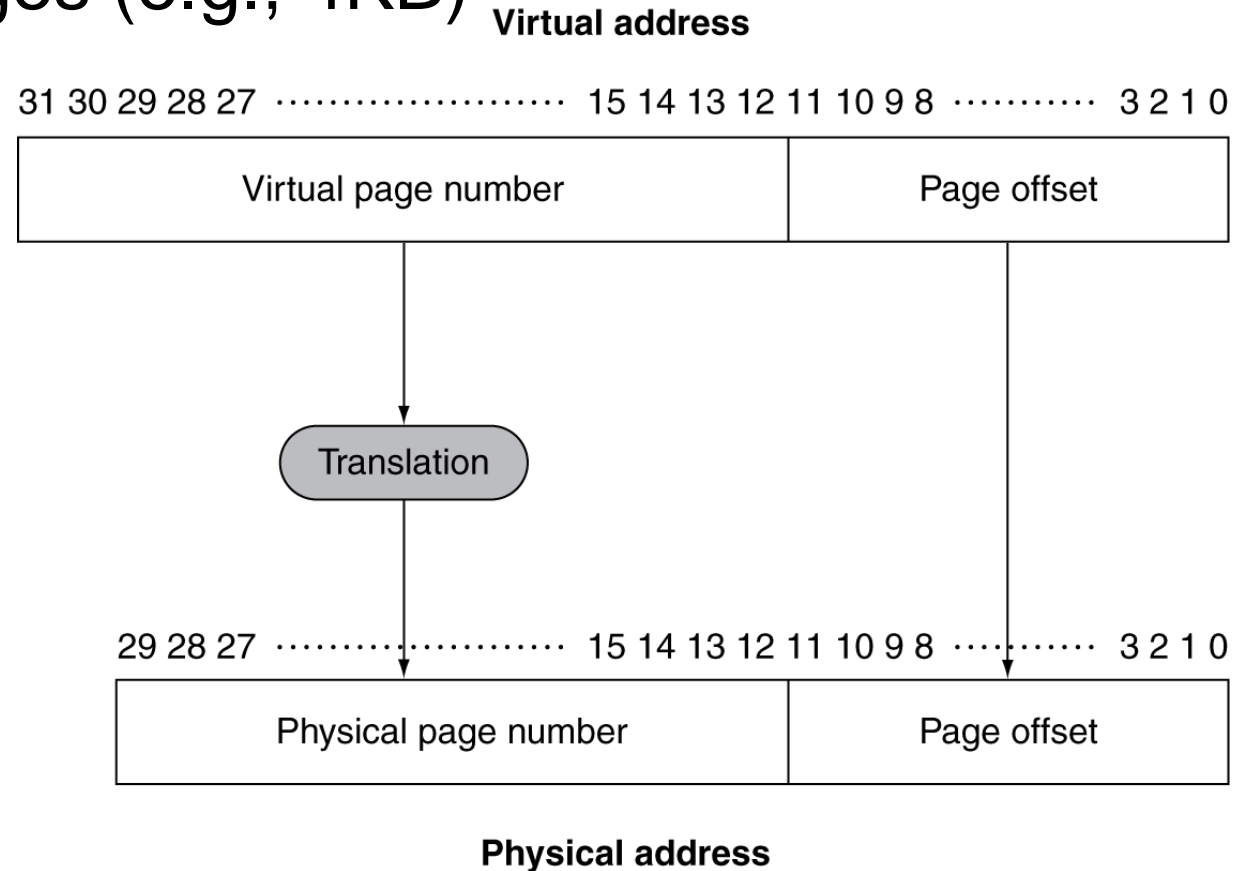 (e.g., 4KB)
Virtual address
31 30 29 28 27 ...................... 15 14 13 12 11 10 9 8 ........... 3 2 1 0
Virtual page number Page offset
Translation
29 28 27 ...................... 15 14 13 12 11 10 9 8 ........... 3 2 1 0
Physical page number Page offset
Physical address